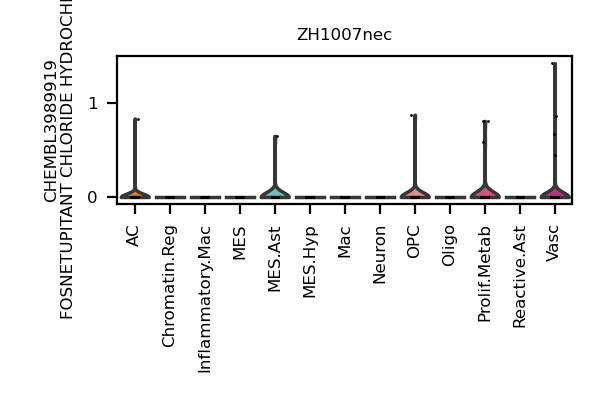 ZH1007nec
CHEMBL3989919
FOSNETUPITANT CHLORIDE
1
0
AC
Chromatin.Reg
Inflammatory.Mac
MES
MES.Ast
MES.Hyp
Mac
Neuron
OPC
Oligo
Prolif.Metab
Reactive.Ast
Vasc